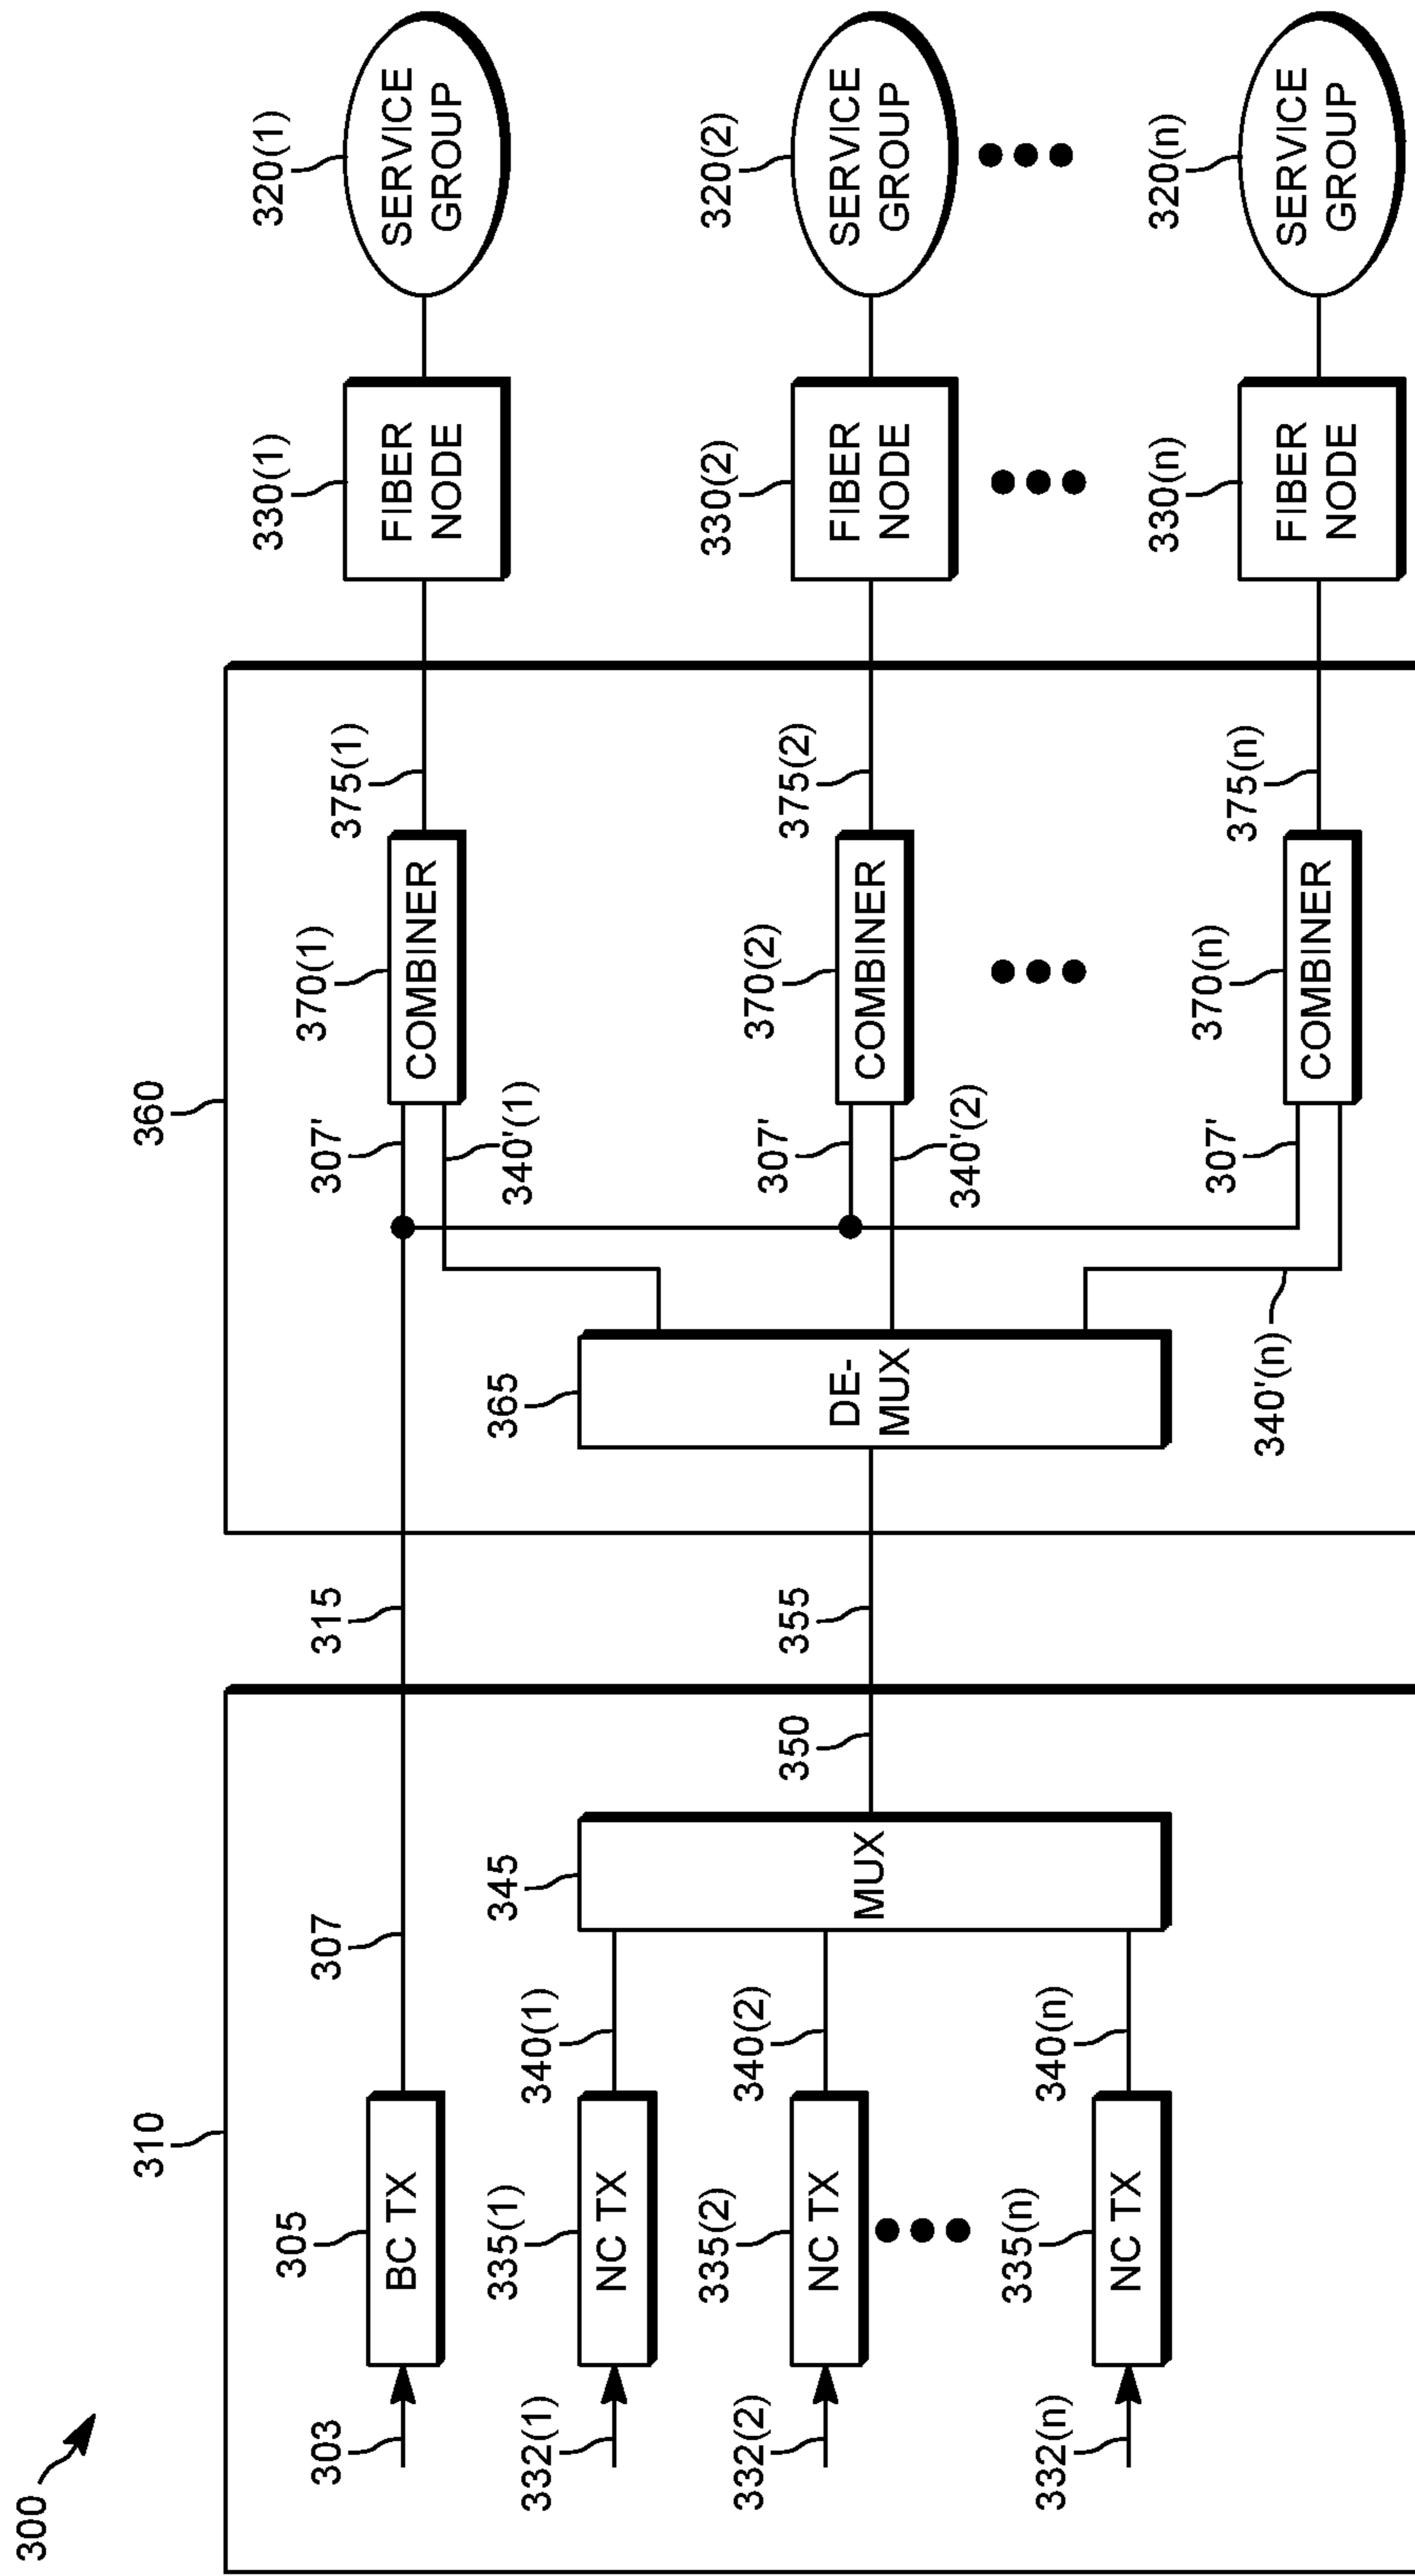 300
310
303
305
BC TX
307
315
332(1)
335(1)
NC TX
340(1)
332(2)
335(2)
NC TX
340(2)
332(n)
335(n)
NC TX
340(n)
345
MUX
350
355
360
365
DE-
MUX
307'
340'(1)
370(1)
COMBINER
375(1)
307'
340'(2)
370(2)
COMBINER
375(2)
307'
340'(n)
370(n)
COMBINER
375(n)
330(1)
FIBER
NODE
320(1)
SERVICE
GROUP
330(2)
FIBER
NODE
320(2)
SERVICE
GROUP
330(n)
FIBER
NODE
320(n)
SERVICE
GROUP